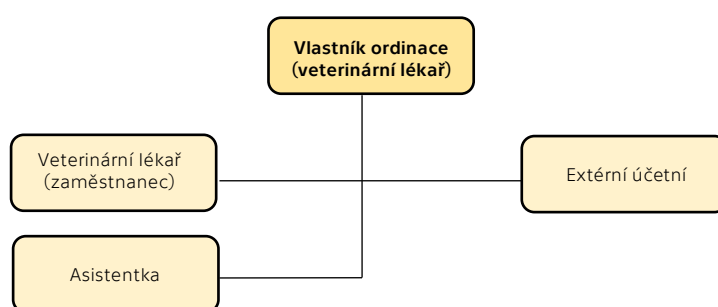 Vlastník ordinace
(veterinární lékař)
Veterinární lékař
(zaměstnanec)
Extérní účetní
Asistentka